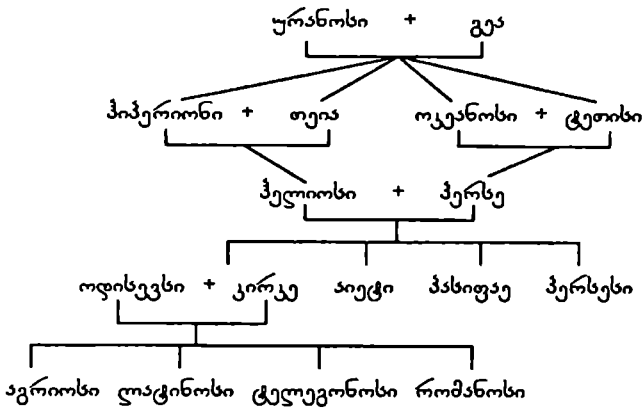 ურანოსი + გეა
ჰიპერიონი + თეია ოკეანოსი + ტეთისი
ჰელიოსი + პერსე
ოდისევსი + კირკე აიეტი პასიფაე პერსესი
აგრიოსი ლატინოსი ტელეგონოსი რომანოსი